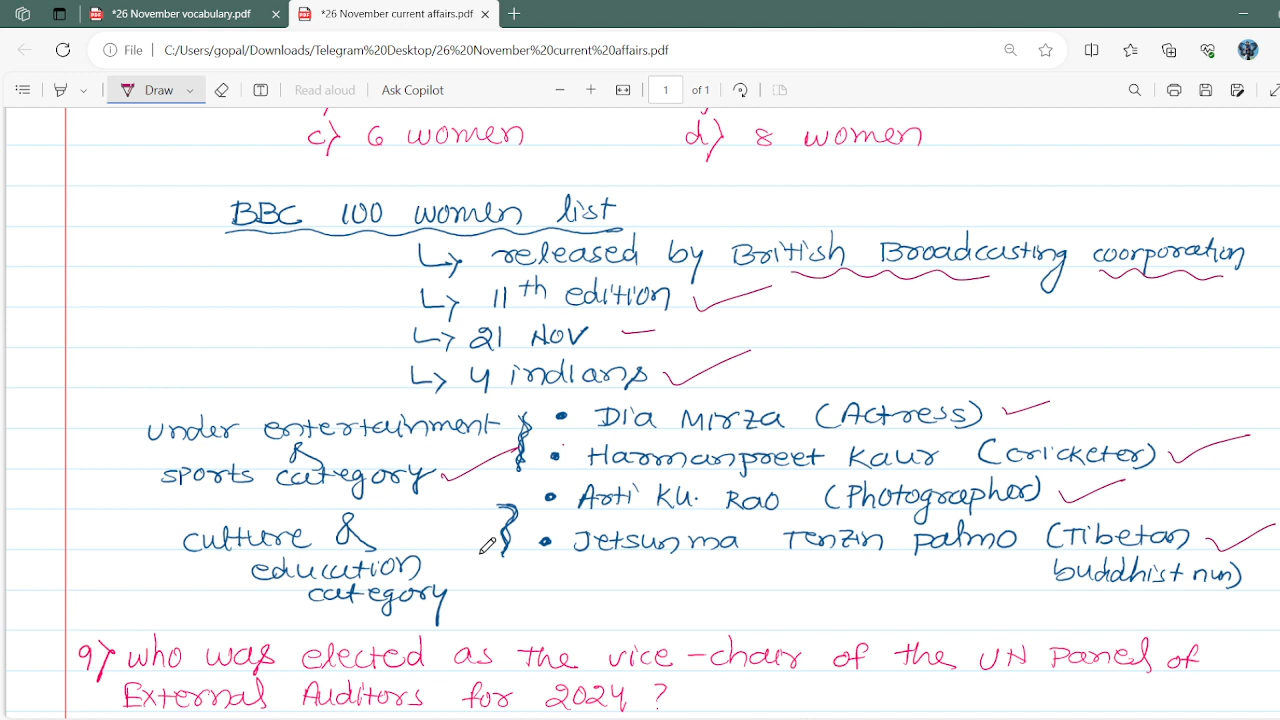 *26 November vocabulary.pdf
*26 November current affairs.pdf
File C:/Users/gopal/Downloads/Telegram%20Desktop/26%20November%20current%20affairs.pdf
Draw Read aloud Ask Copilot 1 of 1
c) 6 women d) 8 women
BBC 100 women list
released by British Broadcasting coorporation
11th edition
21 Nov
4 indians
under entertainment • Dia Mirza (Actress)
& sports category • Harmanpreet Kaur (cricketer)
• Arti Ku. Rao (Photographer)
culture & • Jetsunma Tenzin palmo (Tibetan
education buddhist nun)
category
9) who was elected as the vice-chair of the UN Panel of
External Auditors for 2024?